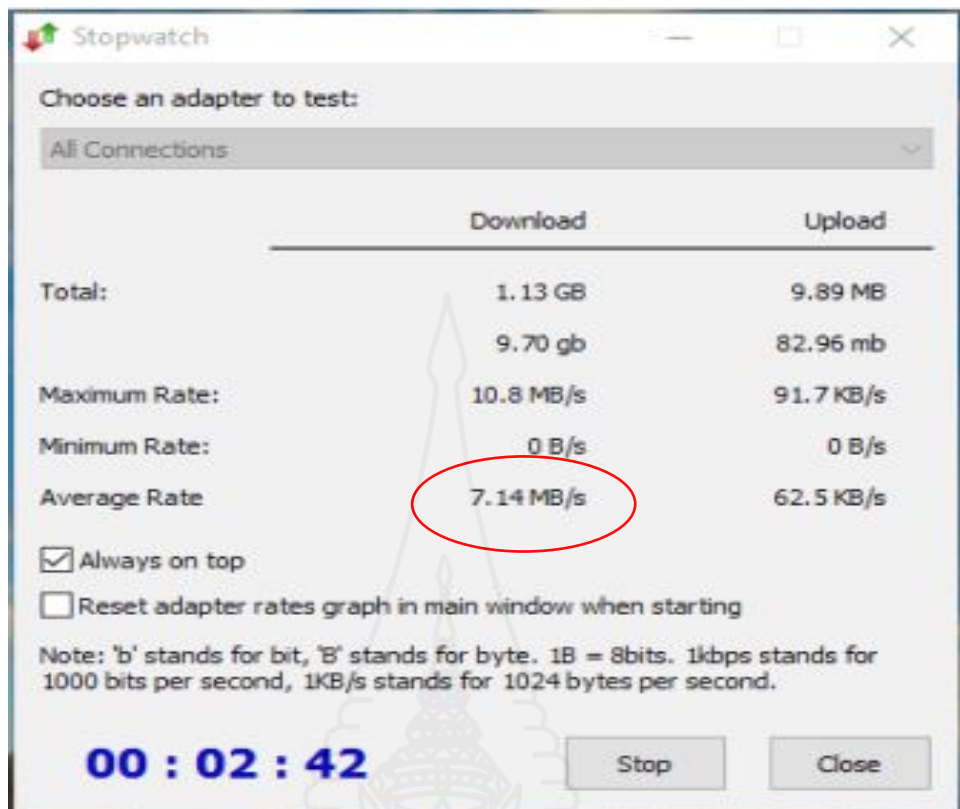 Stopwatch
Choose an adapter to test:
All Connections
Download Upload
Total: 1.13 GB 9.89 MB
9.70 gb 82.96 mb
Maximum Rate: 10.8 MB/s 91.7 KB/s
Minimum Rate: 0 B/s 0 B/s
Average Rate 7.14 MB/s 62.5 KB/s
Always on top
Reset adapter rates graph in main window when starting
Note: 'b' stands for bit, 'B' stands for byte. 1B = 8bits. 1kbps stands for
1000 bits per second, 1KB/s stands for 1024 bytes per second.
00 : 02 : 42 Stop Close